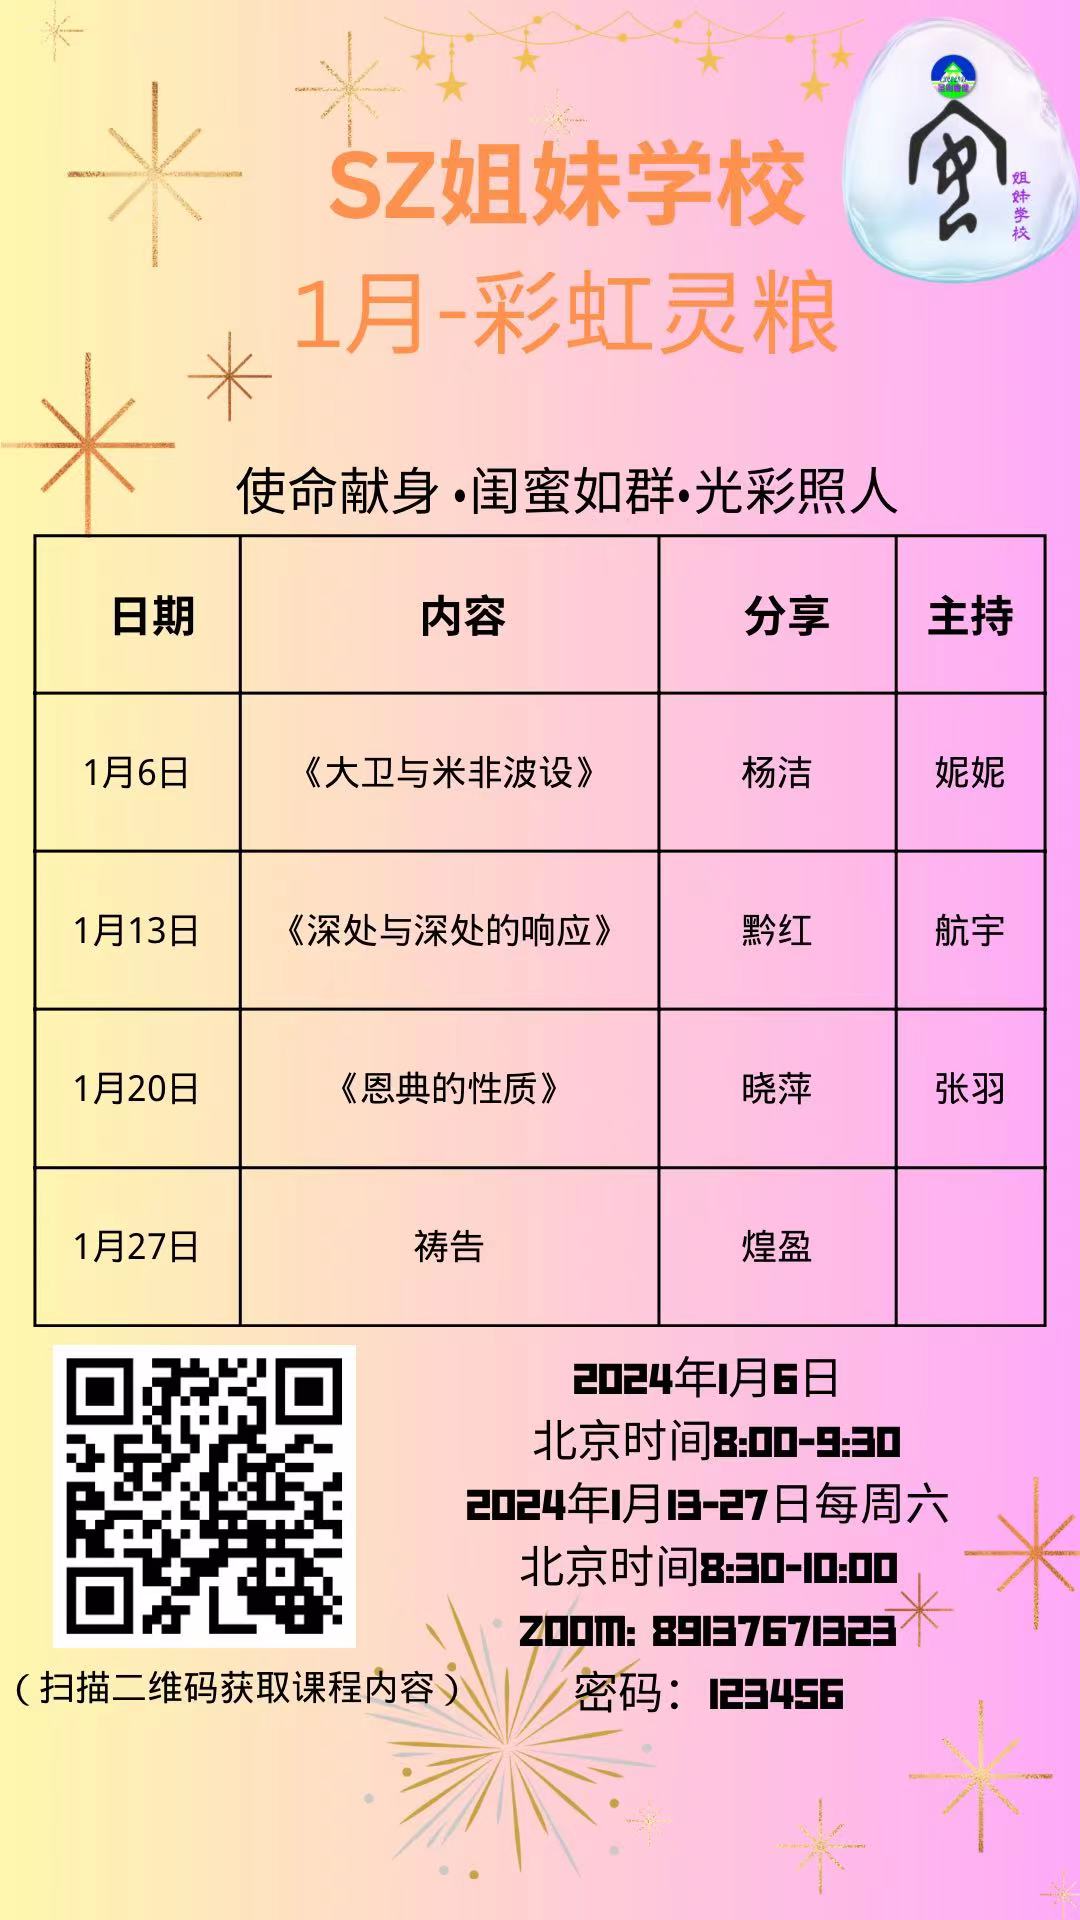 SZ姐妹学校
姐妹学校
1月-彩虹灵粮
使命献身•闺蜜如群•光彩照人
日期 内容 分享 主持
1月6日 《大卫与米非波设》 杨洁 妮妮
1月13日 《深处与深处的响应》 黔红 航宇
1月20日 《恩典的性质》 晓萍 张羽
1月27日 祷告 煌盈
2024年1月6日
北京时间8:00-9:30
2024年1月13-27日每周六
北京时间8:30-10:00
ZOOM: 89137671323
密码：123456
（扫描二维码获取课程内容）